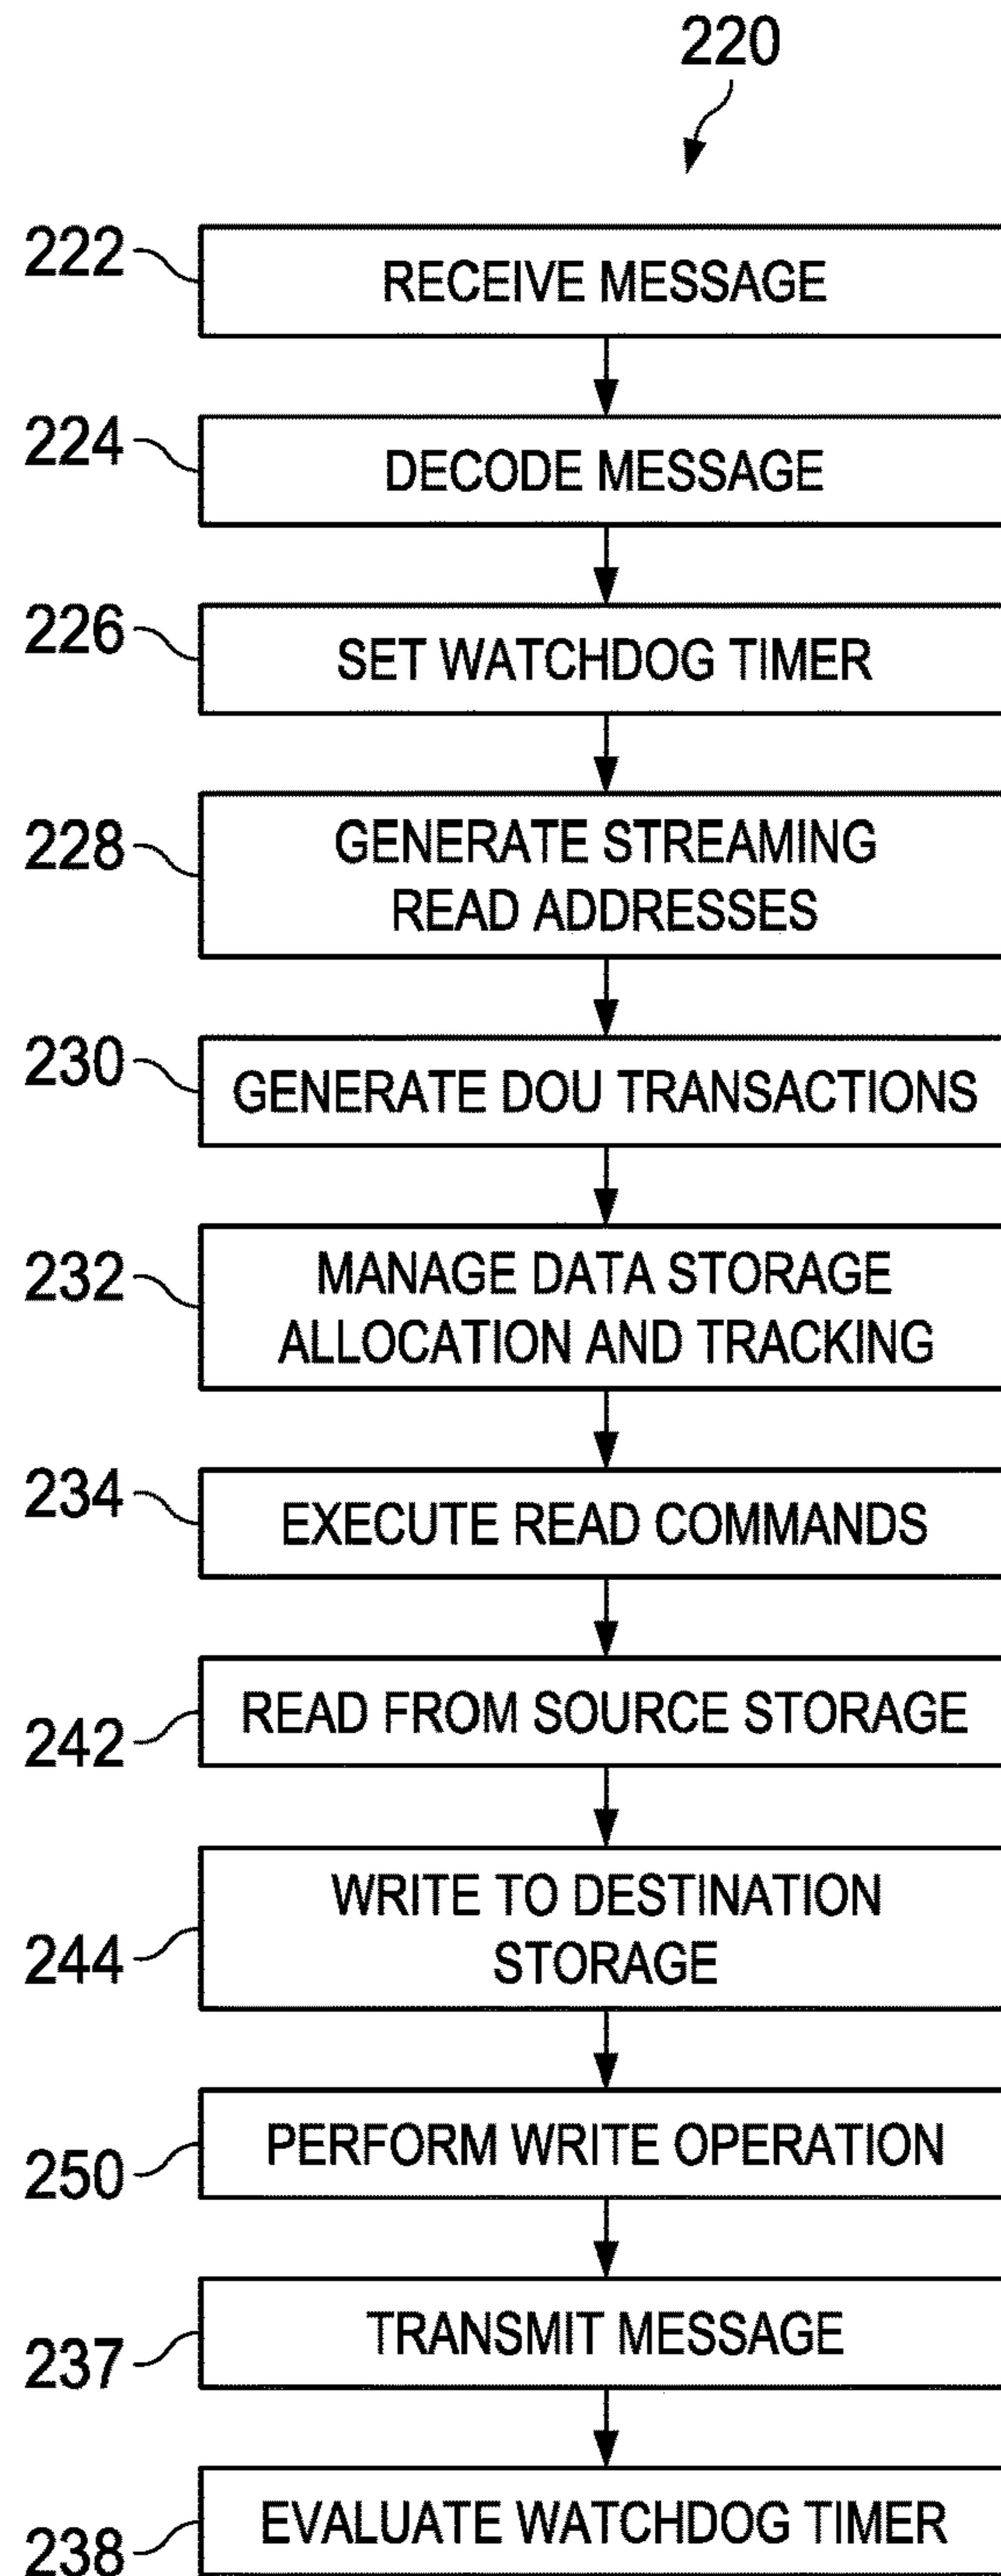 220
222
RECEIVE MESSAGE
224
DECODE MESSAGE
226
SET WATCHDOG TIMER
228
GENERATE STREAMING
READ ADDRESSES
230
GENERATE DOU TRANSACTIONS
232
MANAGE DATA STORAGE
ALLOCATION AND TRACKING
234
EXECUTE READ COMMANDS
242
READ FROM SOURCE STORAGE
244
WRITE TO DESTINATION
STORAGE
250
PERFORM WRITE OPERATION
237
TRANSMIT MESSAGE
238
EVALUATE WATCHDOG TIMER